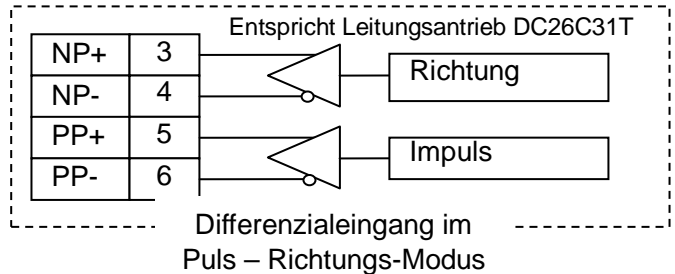 Entspricht Leitungsantrieb DC26C31T
NP+ 3
Richtung
NP- 4
PP+ 5
Impuls
PP- 6
Differenzialeingang im
Puls – Richtungs-Modus